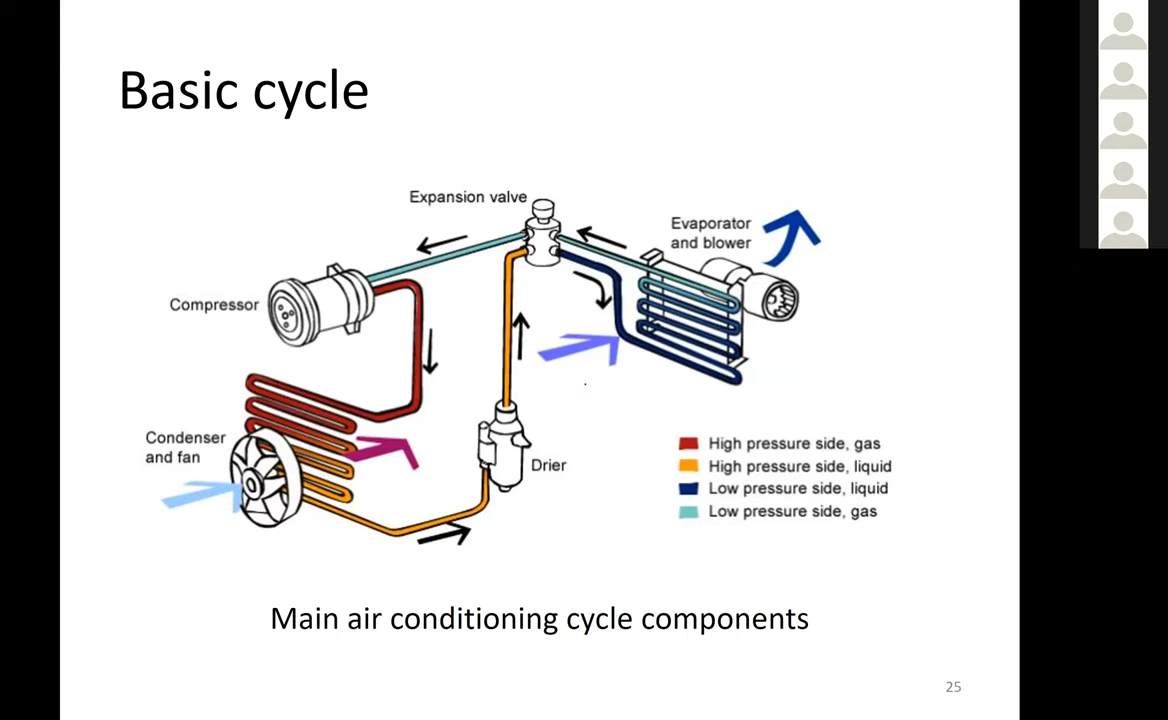 Basic cycle
Expansion valve
Evaporator
and blower
Compressor
Condenser
and fan
Drier
High pressure side, gas
High pressure side, liquid
Low pressure side, liquid
Low pressure side, gas
Main air conditioning cycle components
25